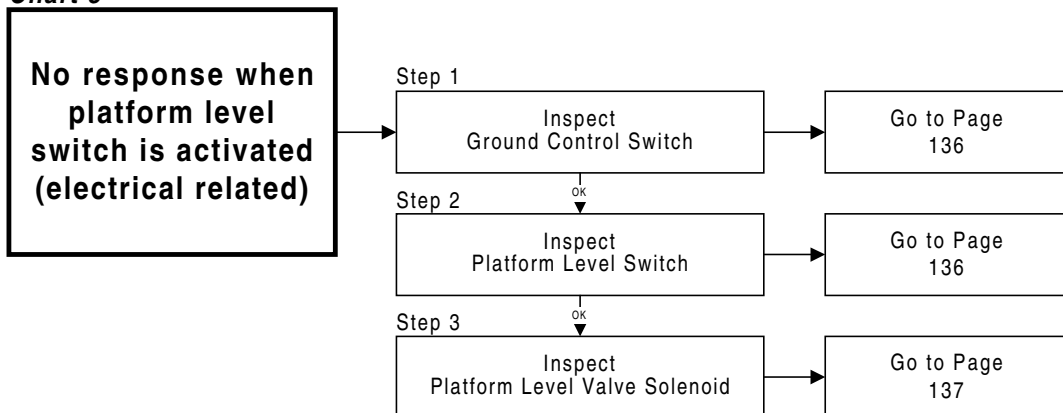 No response when
platform level
switch is activated
(electrical related)
Step 1
Inspect
Ground Control Switch
Go to Page
136
OK
Step 2
Inspect
Platform Level Switch
Go to Page
136
OK
Step 3
Inspect
Platform Level Valve Solenoid
Go to Page
137